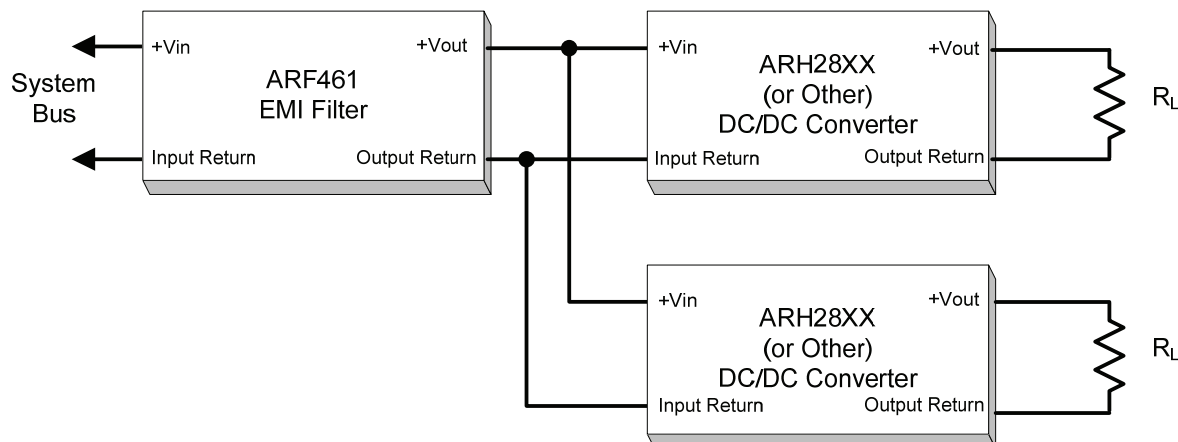 System
Bus
+Vin
+Vout
ARF461
EMI Filter
Input Return
Output Return
+Vin
+Vout
ARH28XX
(or Other)
DC/DC Converter
Input Return
Output Return
RL
+Vin
+Vout
ARH28XX
(or Other)
DC/DC Converter
Input Return
Output Return
RL